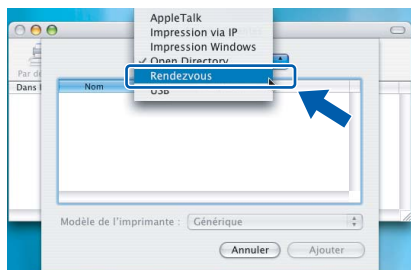 AppleTalk
Impression via IP
Impression Windows
Open Directory
Rendezvous
USB
Par dé
Dans l
Nom
Modèle de l'imprimante :
Générique
Annuler
Ajouter